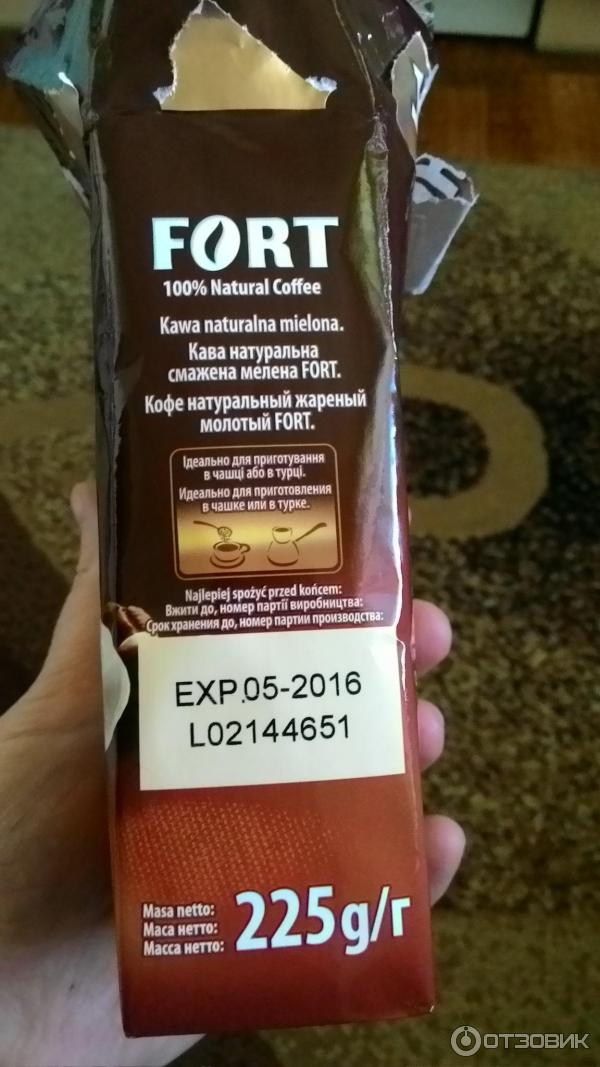 FORT
100% Natural Coffee
Kawa naturalna mielona.
Кава натуральна
смажена мелена FORT.
Кофе натуральный жареный
молотый FORT.
Ідеально для приготування
в чашці або в турці.
Идеально для приготовления
в чашке или в турке.
Najlepiej spożyć przed końcem:
Вжити до, номер партії виробництва:
Срок хранения до, номер партии производства:
EXP.05-2016
L02144651
Masa netto:
Маса нетто:
Масса нетто:
225g/г
ОТЗОВИК